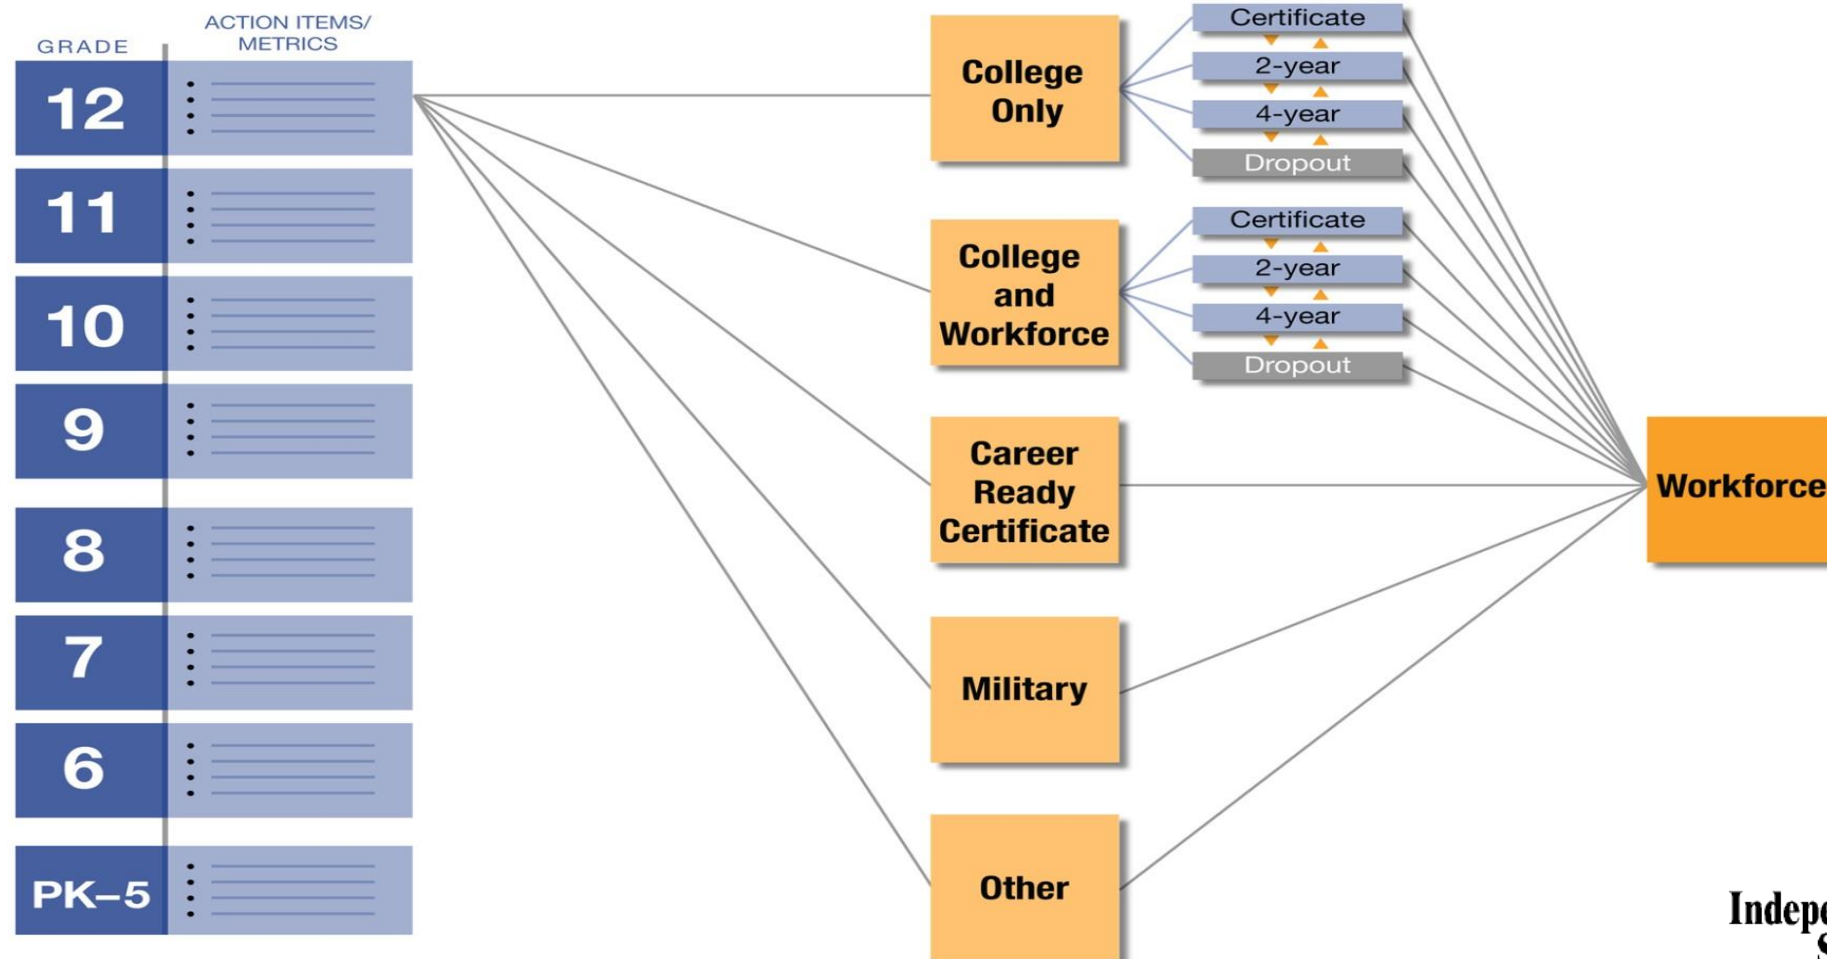 GRADE
ACTION ITEMS/
METRICS
12
11
10
9
8
7
6
PK–5
College
Only
Certificate
2-year
4-year
Dropout
College
and
Workforce
Certificate
2-year
4-year
Dropout
Career
Ready
Certificate
Military
Other
Workforce